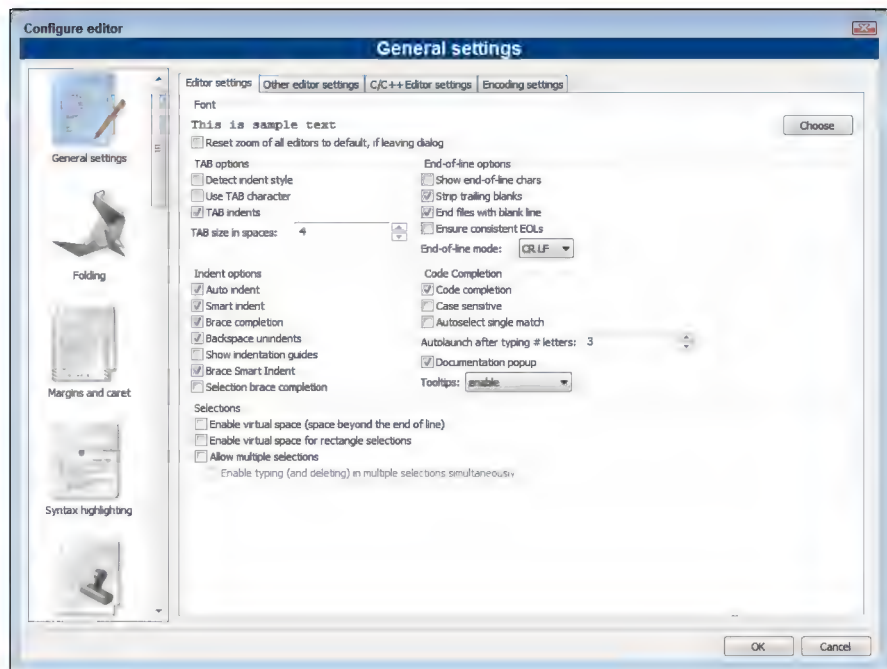 Configure editor
General settings
Editor settings
Other editor settings
C/C++ Editor settings
Encoding settings
Font
This is sample text
Choose
Reset zoom of all editors to default, if leaving dialog
TAB options
Detect indent style
Use TAB character
TAB indents
TAB size in spaces: 4
End-of-line options
Show end-of-line chars
Strip trailing blanks
End files with blank line
Ensure consistent EOLs
End-of-line mode: CR LF
Indent options
Auto indent
Smart indent
Brace completion
Backspace unindents
Show indentation guides
Brace Smart Indent
Selection brace completion
Code Completion
Code completion
Case sensitive
Autoselect single match
Autolaunch after typing # letters: 3
Documentation popup
Tooltips: enable
Selections
Enable virtual space (space beyond the end of line)
Enable virtual space for rectangle selections
Allow multiple selections
Enable typing (and deleting) in multiple selections simultaneously
General settings
Folding
Margins and caret
Syntax highlighting
OK
Cancel